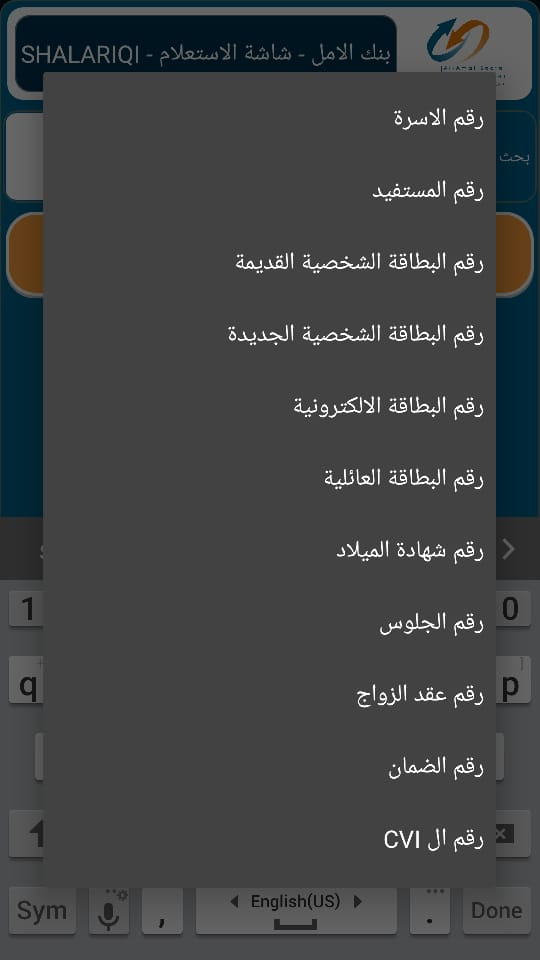 بنك الامل - شاشة الاستعلام - SHALARIQI
بحث
رقم الاسرة
رقم المستفيد
رقم البطاقة الشخصية القديمة
رقم البطاقة الشخصية الجديدة
رقم البطاقة الالكترونية
رقم البطاقة العائلية
رقم شهادة الميلاد
رقم الجلوس
رقم عقد الزواج
رقم الضمان
رقم ال CVI
1 0
q p
Sym , English(US) . Done